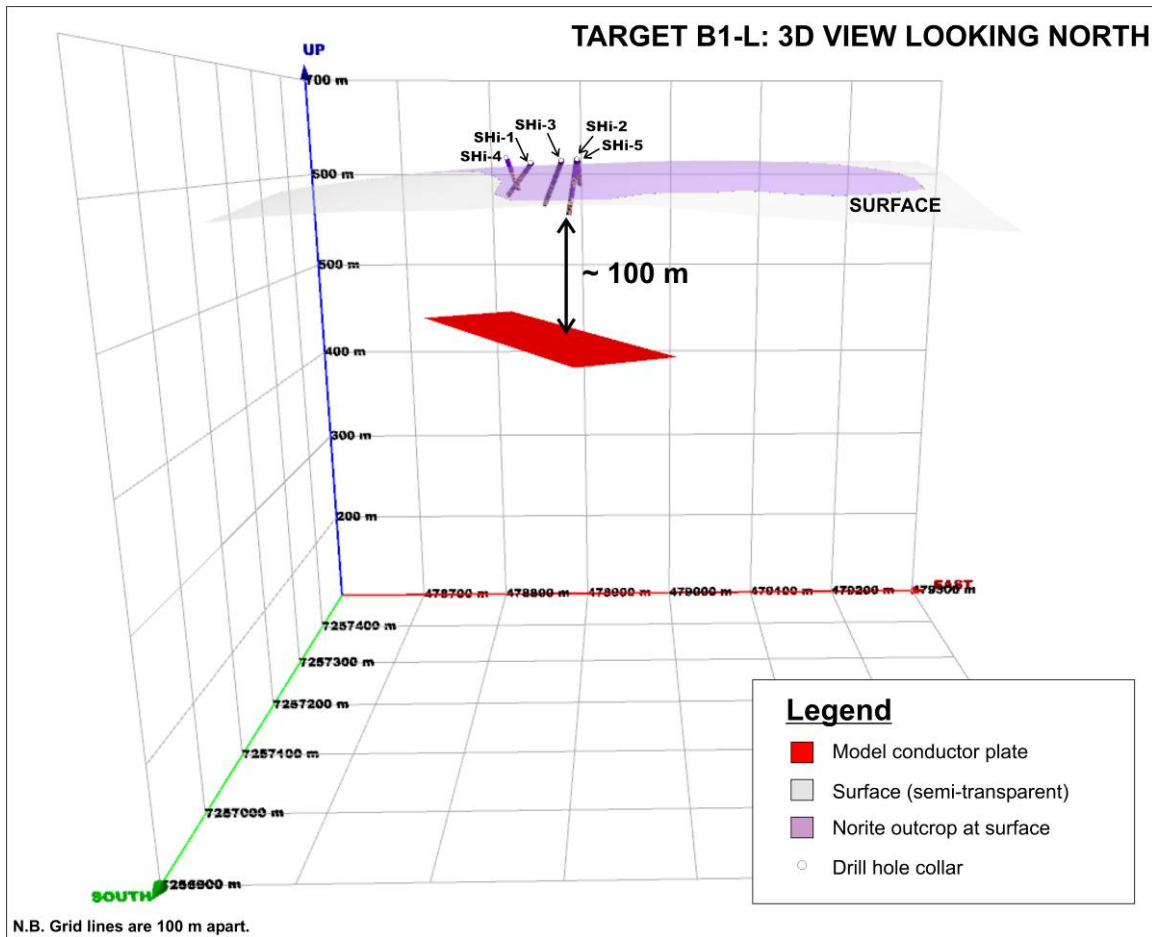 TARGET B1-L: 3D VIEW LOOKING NORTH
UP
700 m
SHi-3
SHi-2
SHi-1
SHi-5
SHi-4
600 m
SURFACE
500 m
~ 100 m
400 m
300 m
200 m
478700 m
478800 m
478900 m
479000 m
479100 m
479200 m
479300 m
EAST
7257400 m
7257300 m
7257200 m
7257100 m
7257000 m
7256900 m
SOUTH
Legend
Model conductor plate
Surface (semi-transparent)
Norite outcrop at surface
Drill hole collar
N.B. Grid lines are 100 m apart.